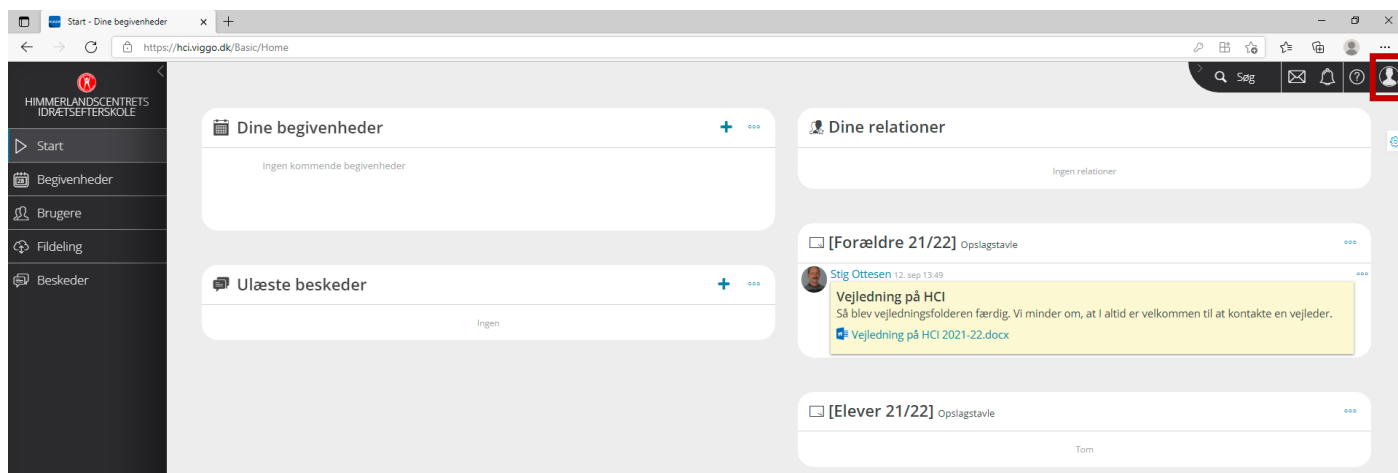 Start - Dine begivenheder
https://hci.viggo.dk/Basic/Home
HIMMERLANDSCENTRETS
IDRÆTSEFTERSKOLE
Start
Begivenheder
Brugere
Fildeling
Beskeder
Søg
Dine begivenheder
Ingen kommende begivenheder
Ulæste beskeder
Ingen
Dine relationer
Ingen relationer
[Forældre 21/22] Opslagstavle
Stig Ottesen 12. sep 13:49
Vejledning på HCI
Så blev vejledningsfolderen færdig. Vi minder om, at I altid er velkommen til at kontakte en vejleder.
Vejledning på HCI 2021-22.docx
[Elever 21/22] Opslagstavle
Tom